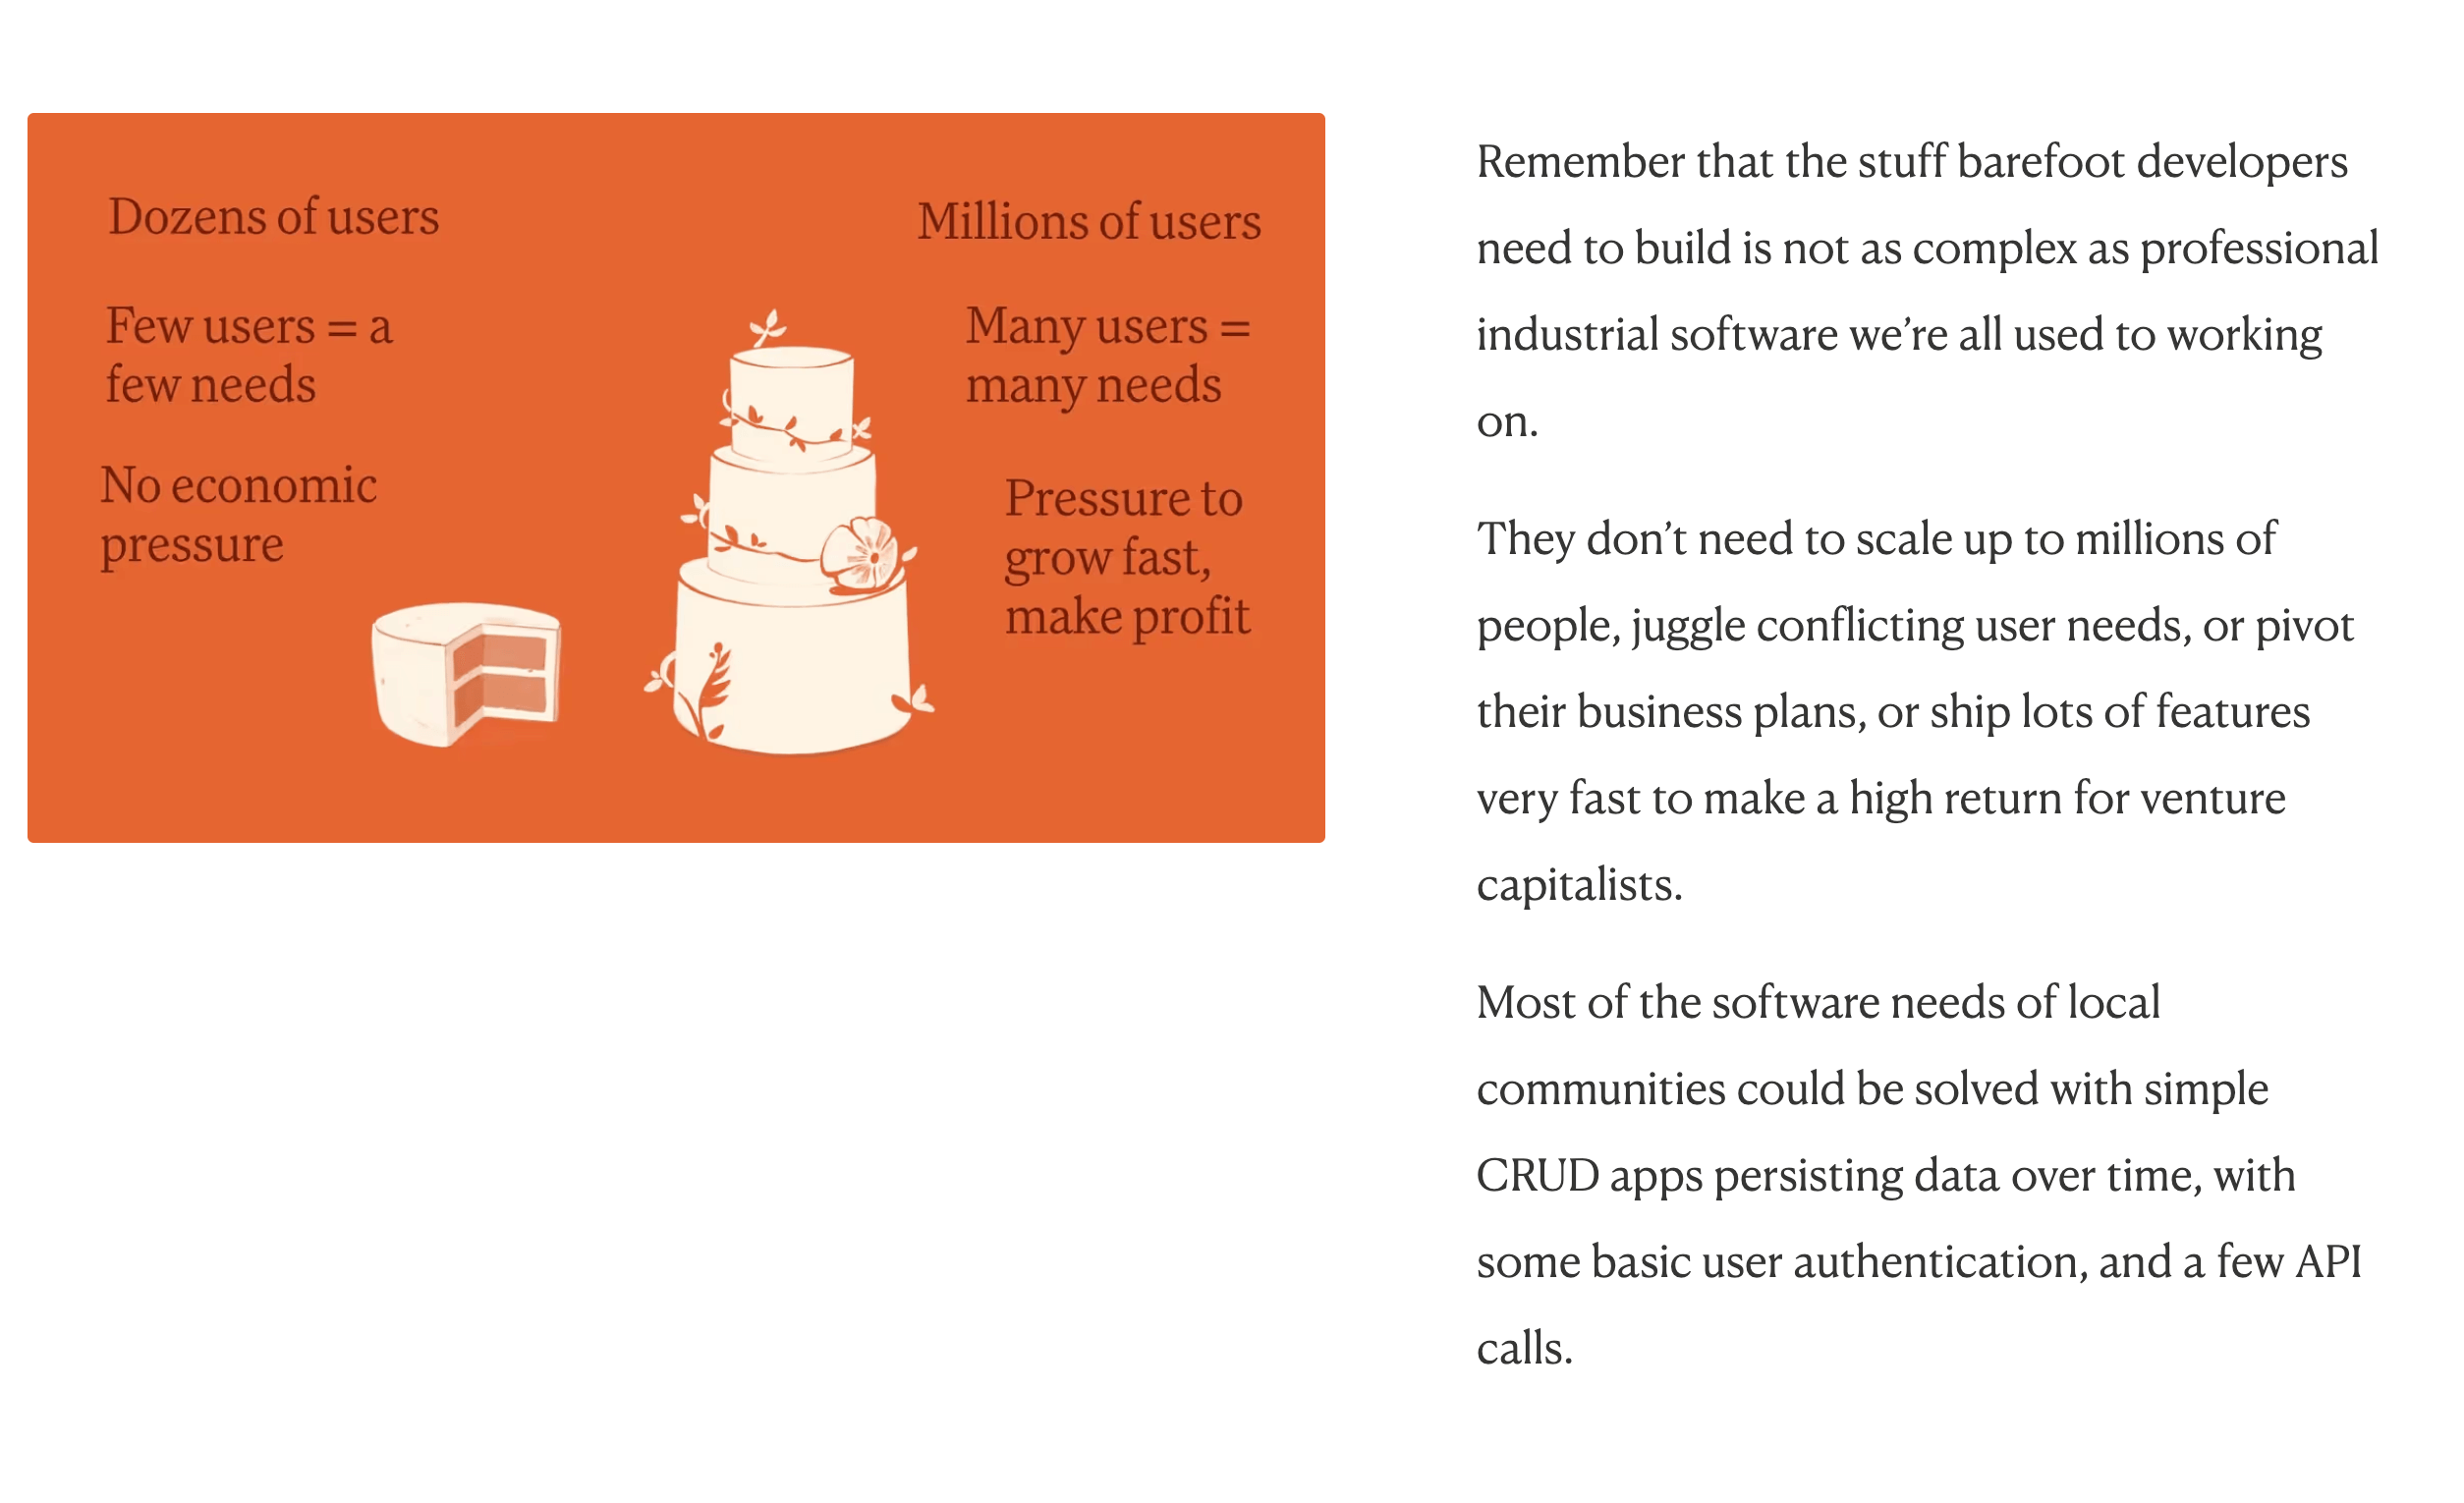 Dozens of users
Few users = a
few needs
No economic
pressure
Millions of users
Many users =
many needs
Pressure to
grow fast,
make profit
Remember that the stuff barefoot developers
need to build is not as complex as professional
industrial software we’re all used to working
on.
They don’t need to scale up to millions of
people, juggle conflicting user needs, or pivot
their business plans, or ship lots of features
very fast to make a high return for venture
capitalists.
Most of the software needs of local
communities could be solved with simple
CRUD apps persisting data over time, with
some basic user authentication, and a few API
calls.